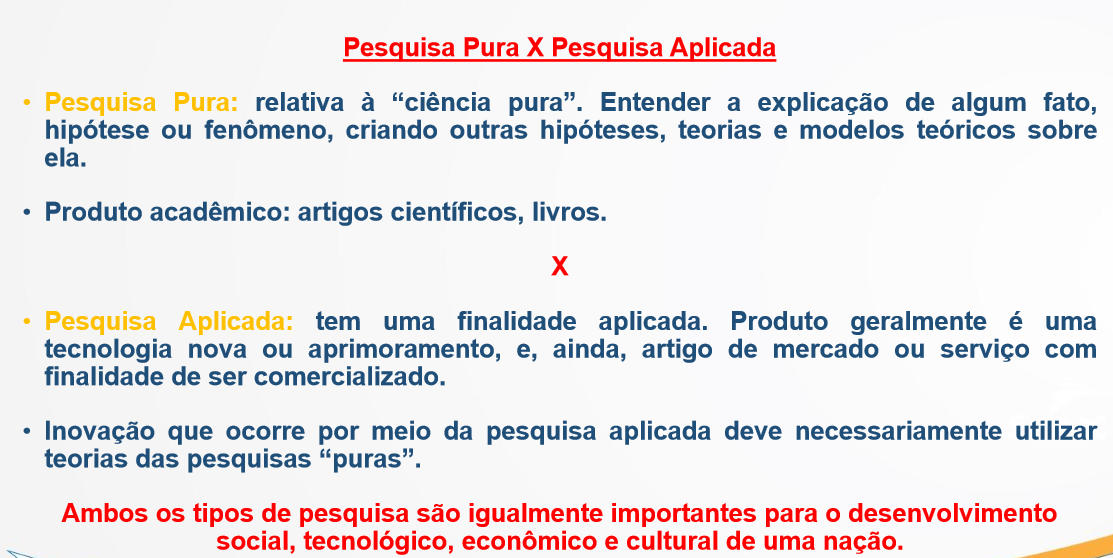 Pesquisa Pura X Pesquisa Aplicada
• Pesquisa Pura: relativa à “ciência pura”. Entender a explicação de algum fato,
hipótese ou fenômeno, criando outras hipóteses, teorias e modelos teóricos sobre
ela.
• Produto acadêmico: artigos científicos, livros.
X
• Pesquisa Aplicada: tem uma finalidade aplicada. Produto geralmente é uma
tecnologia nova ou aprimoramento, e, ainda, artigo de mercado ou serviço com
finalidade de ser comercializado.
• Inovação que ocorre por meio da pesquisa aplicada deve necessariamente utilizar
teorias das pesquisas “puras”.
Ambos os tipos de pesquisa são igualmente importantes para o desenvolvimento
social, tecnológico, econômico e cultural de uma nação.